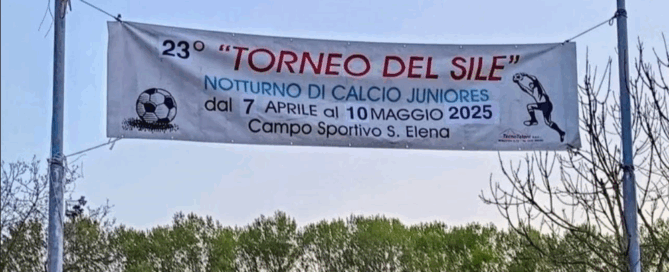 23° "TORNEO DEL SILE"
NOTTURNO DI CALCIO JUNIORES
dal 7 APRILE al 10 MAGGIO 2025
Campo Sportivo S. Elena